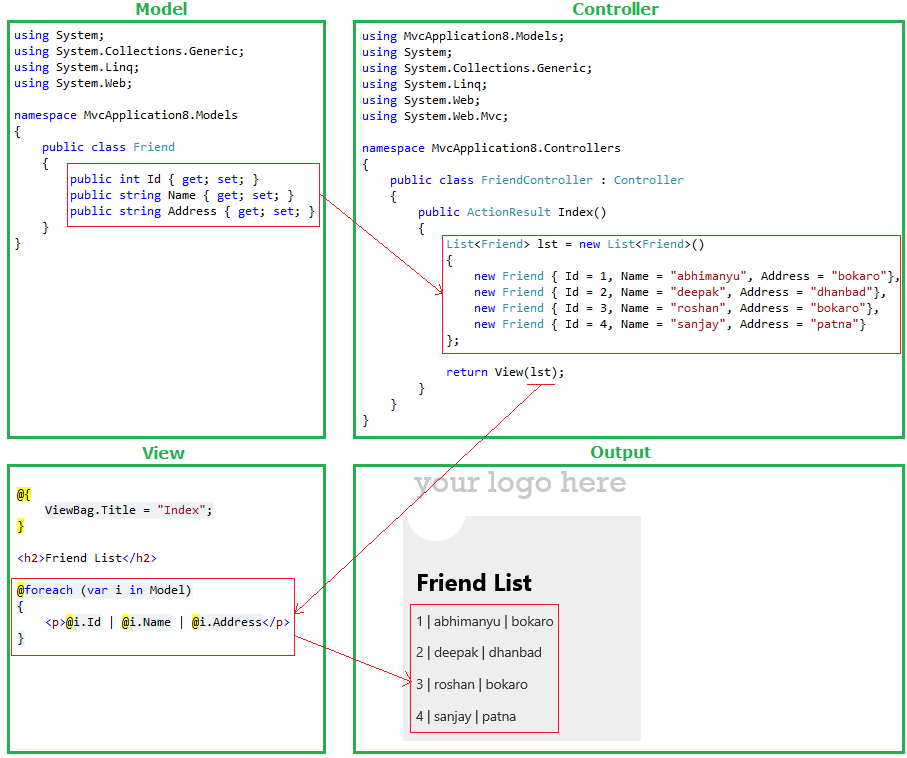 Model
using System;
using System.Collections.Generic;
using System.Linq;
using System.Web;
namespace MvcApplication8.Models
{
    public class Friend
    {
        public int Id { get; set; }
        public string Name { get; set; }
        public string Address { get; set; }
    }
}
Controller
using MvcApplication8.Models;
using System;
using System.Collections.Generic;
using System.Linq;
using System.Web;
using System.Web.Mvc;
namespace MvcApplication8.Controllers
{
    public class FriendController : Controller
    {
        public ActionResult Index()
        {
            List<Friend> lst = new List<Friend>()
            {
                new Friend { Id = 1, Name = "abhimanyu", Address = "bokaro"},
                new Friend { Id = 2, Name = "deepak", Address = "dhanbad"},
                new Friend { Id = 3, Name = "roshan", Address = "bokaro"},
                new Friend { Id = 4, Name = "sanjay", Address = "patna"}
            };
            return View(lst);
        }
    }
}
View
@{
    ViewBag.Title = "Index";
}
<h2>Friend List</h2>
@foreach (var i in Model)
{
    <p>@i.Id | @i.Name | @i.Address</p>
}
Output
your logo here
Friend List
1 | abhimanyu | bokaro
2 | deepak | dhanbad
3 | roshan | bokaro
4 | sanjay | patna